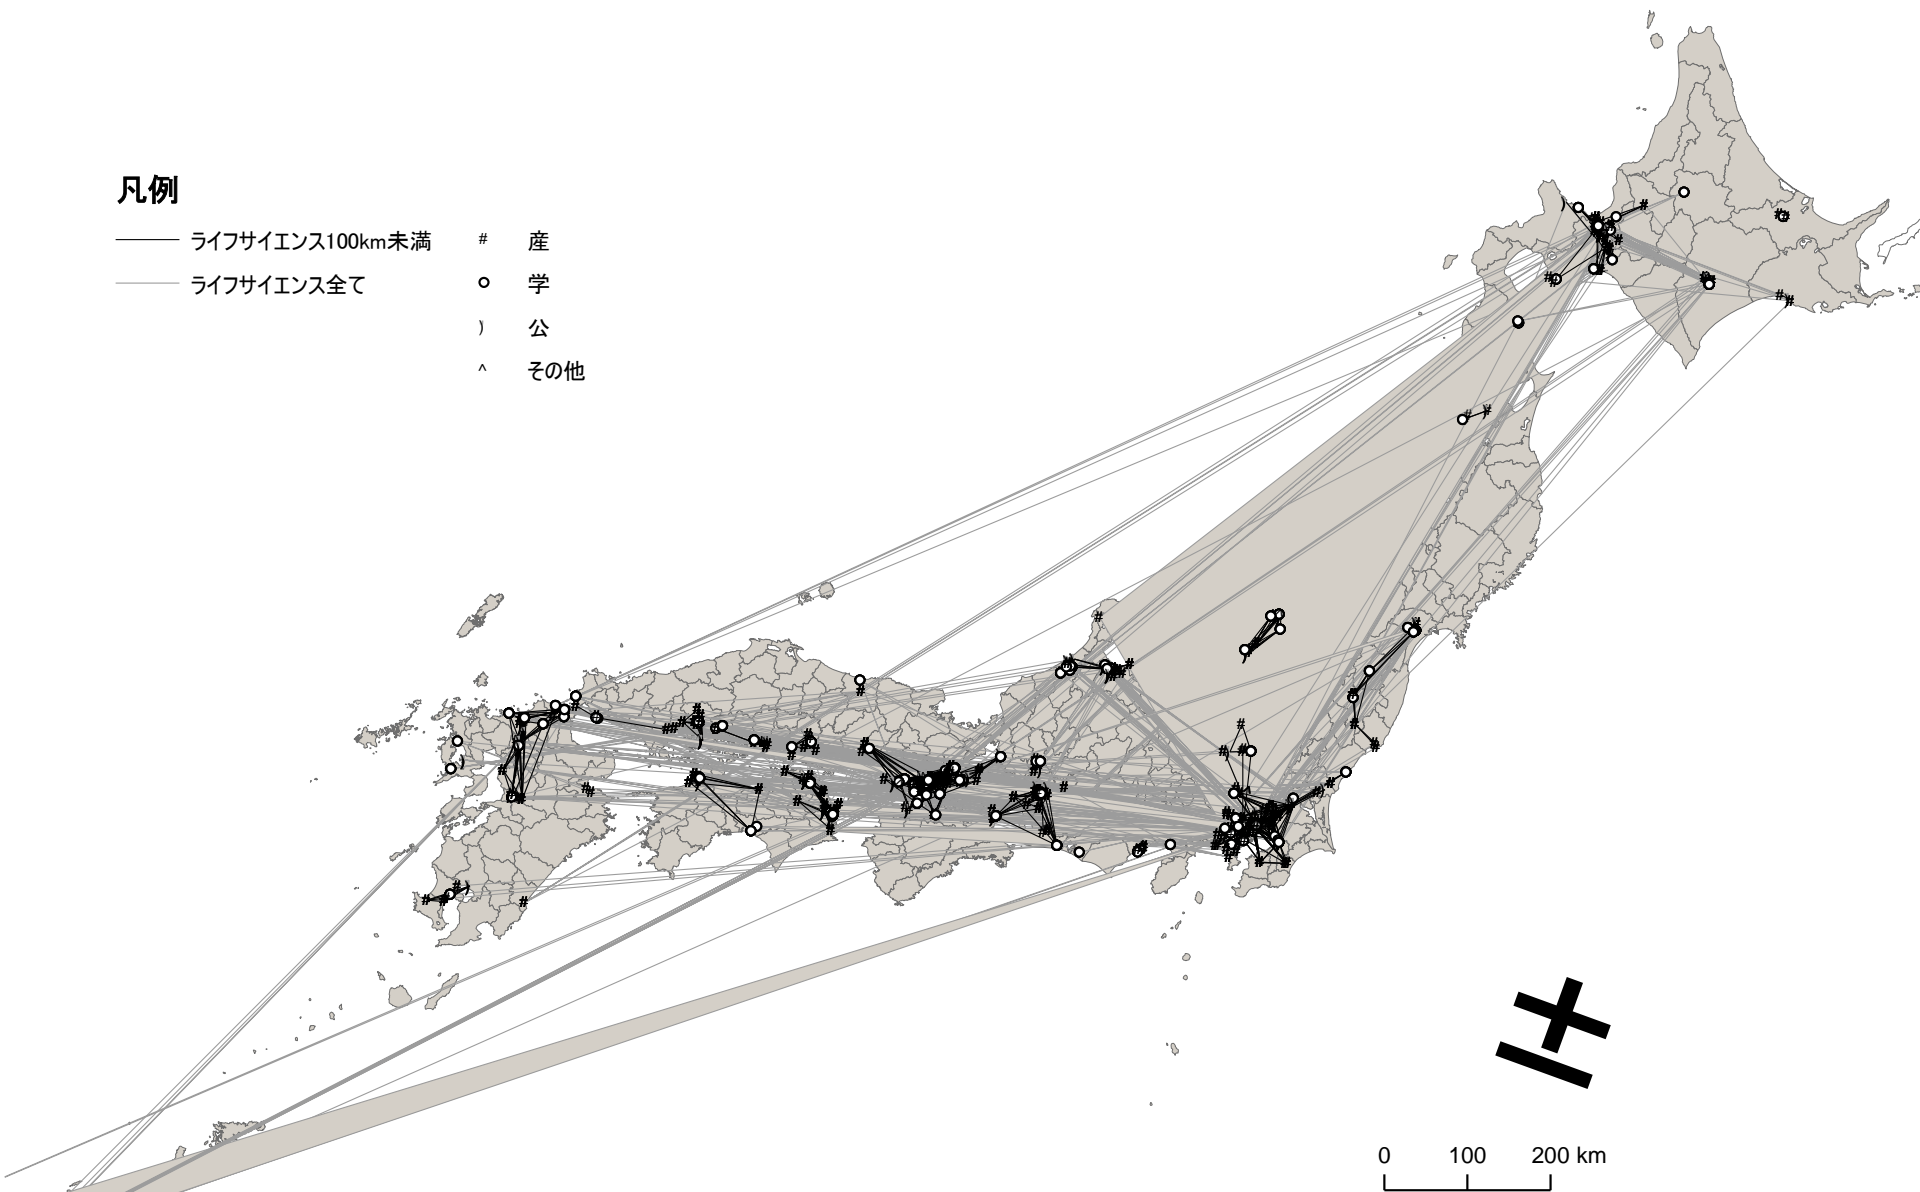 凡例
ライフサイエンス100km未満
ライフサイエンス全て
# 産
学
) 公
^ その他
0 100 200 km